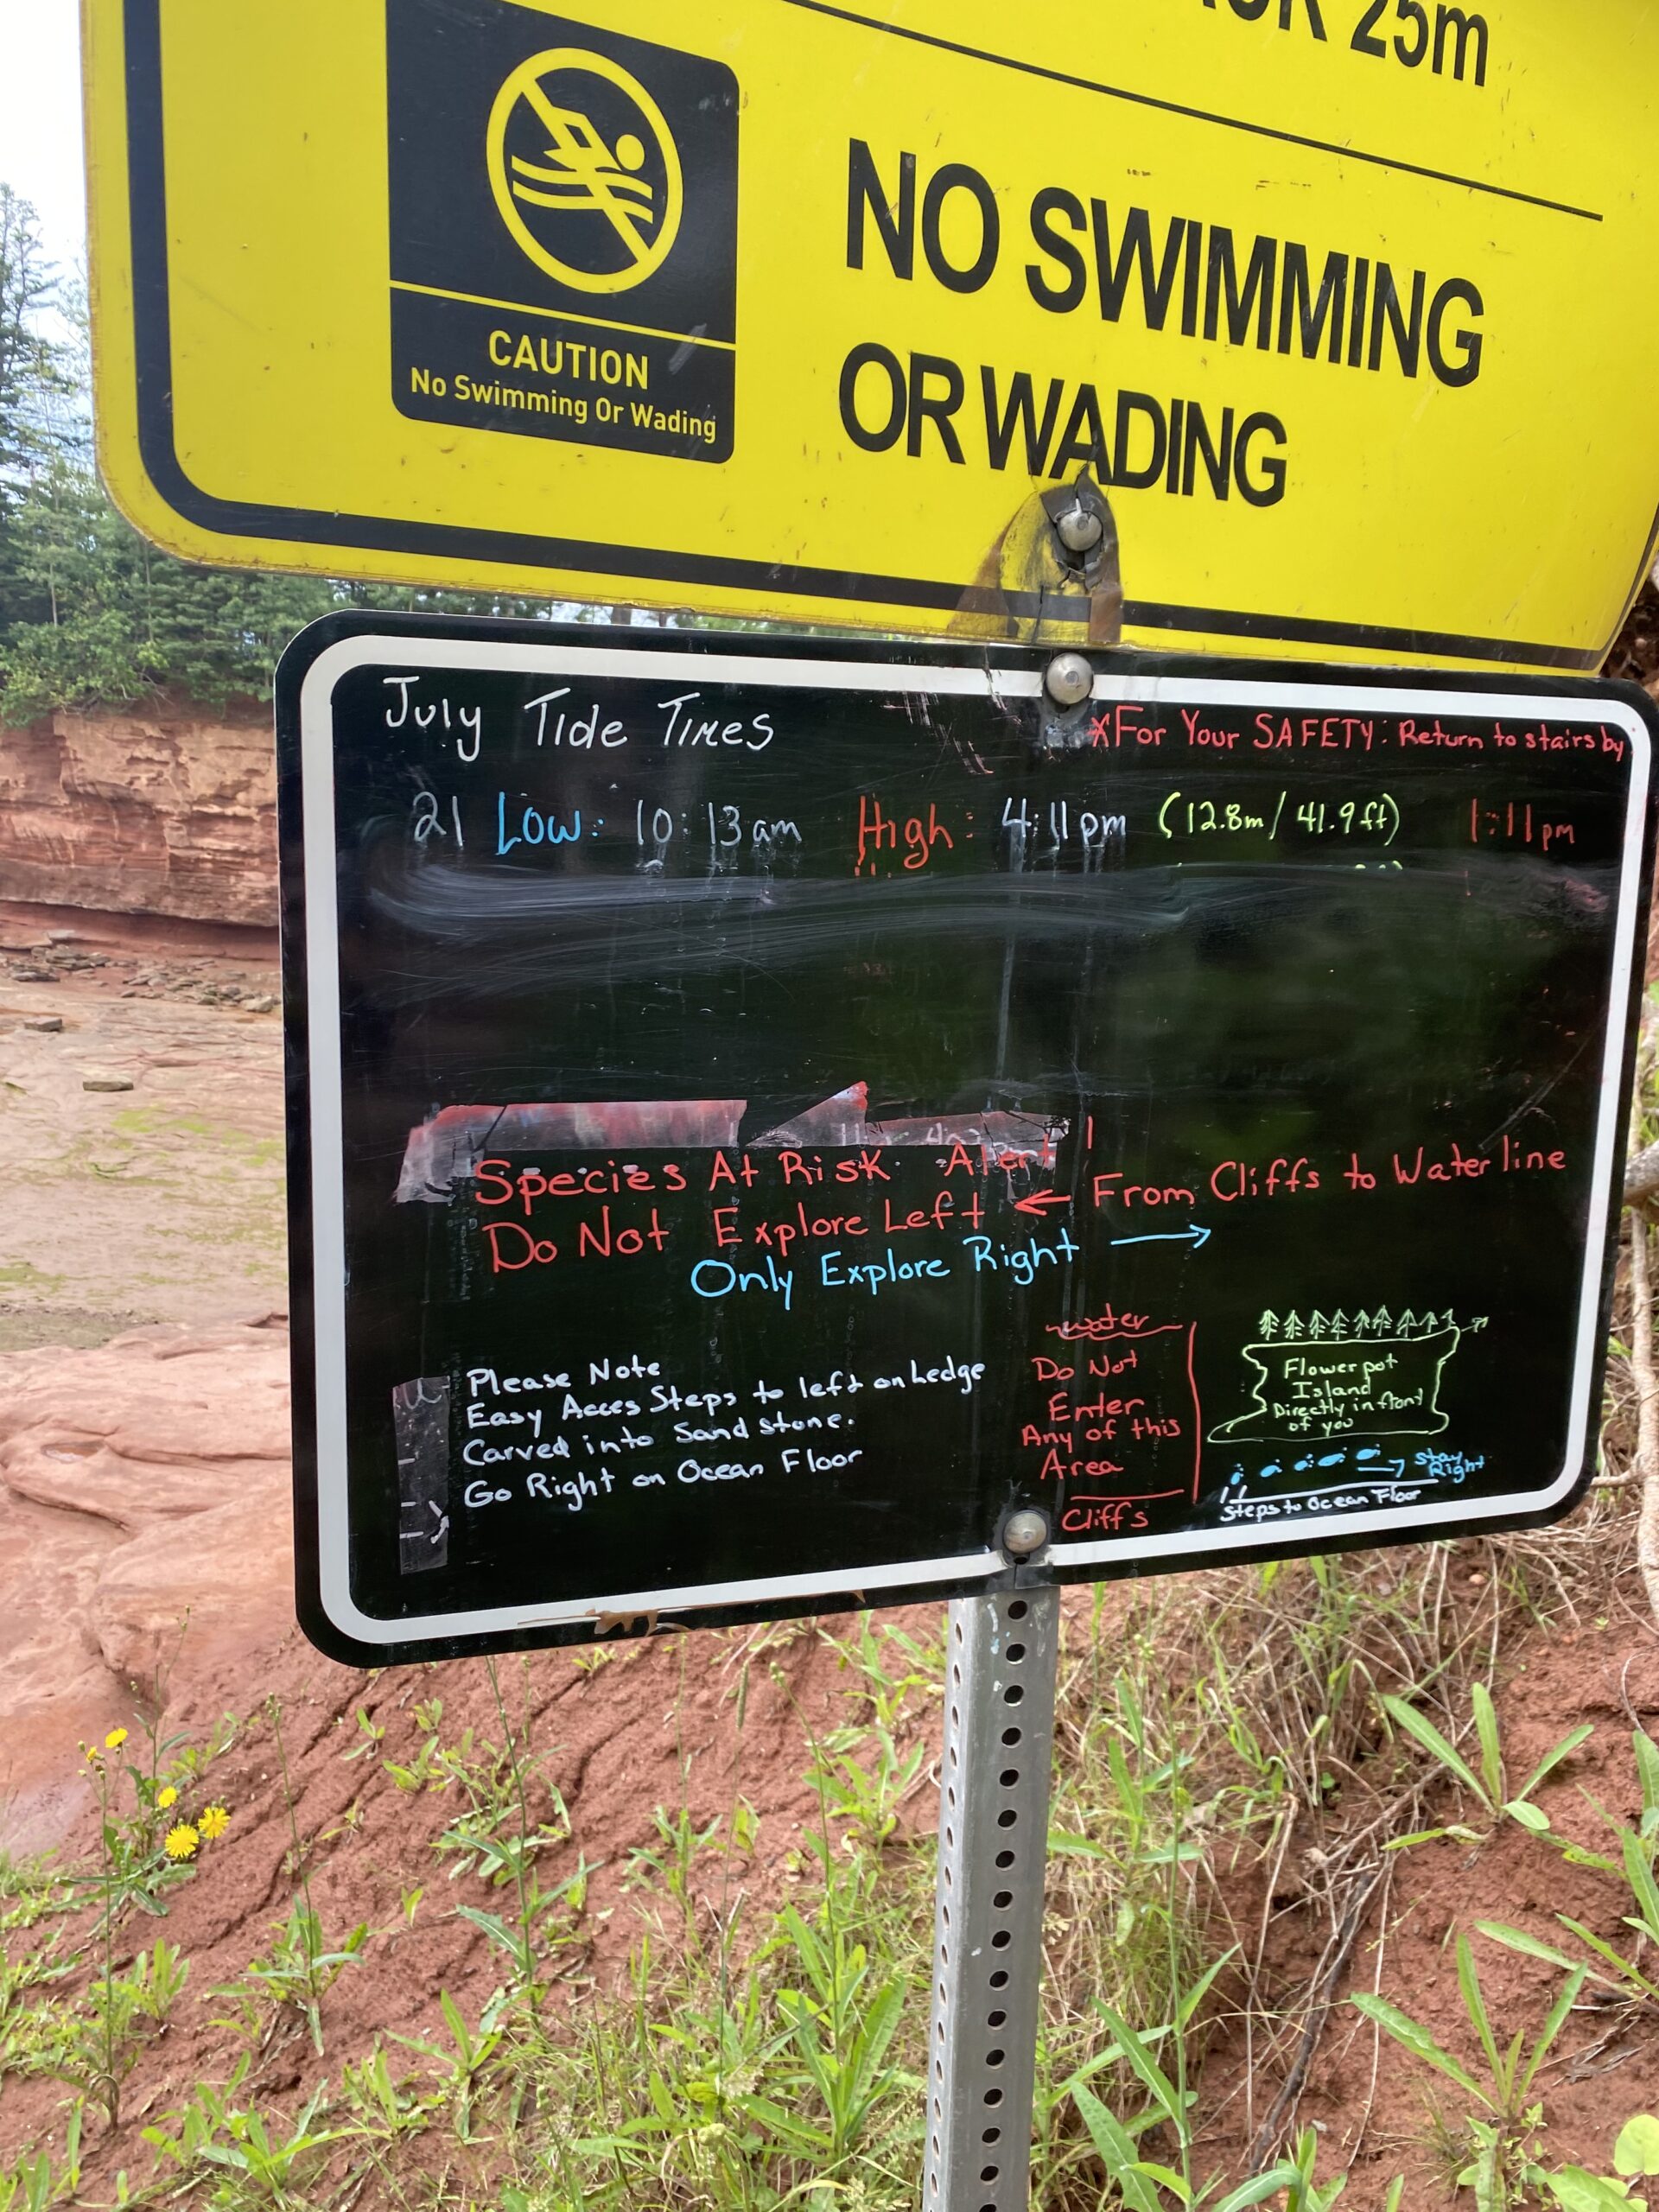 25m
NO SWIMMING
OR WADING
CAUTION
No Swimming Or Wading
July Tide Times
*For Your SAFETY: Return to stairs by
21 Low: 10:13am High: 4:11pm (12.8m/41.9ft) 1:11pm
Species At Risk Alert !
Do Not Explore Left ← From Cliffs to Waterline
Only Explore Right →
Please Note
Easy Acces Steps to left on Ledge
Carved into Sand stone.
Go Right on Ocean Floor
water
Do Not
Enter
Any of this
Area
Cliffs
Flowerpot
Island
Directly in front
of you
→ stay
Right
Steps to Ocean Floor